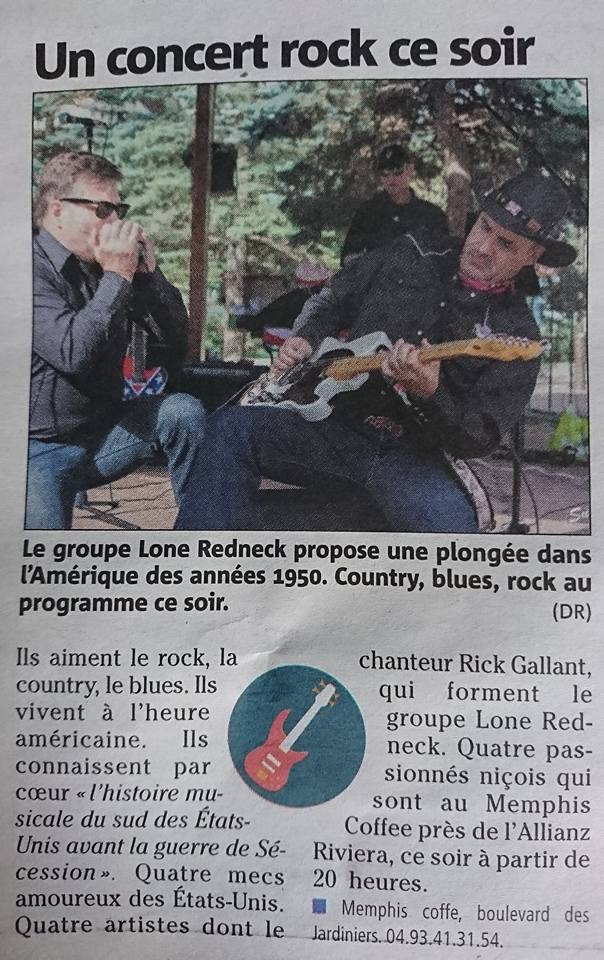 Un concert rock ce soir
Le groupe Lone Redneck propose une plongée dans
l'Amérique des années 1950. Country, blues, rock au
programme ce soir.
(DR)
Ils aiment le rock, la
country, le blues. Ils
vivent à l'heure
américaine. Ils
connaissent par
cœur « l'histoire mu-
sicale du sud des États-
Unis avant la guerre de Sé-
cession ». Quatre mecs
amoureux des États-Unis.
Quatre artistes dont le
chanteur Rick Gallant,
qui forment le
groupe Lone Red-
neck. Quatre pas-
sionnés niçois qui
sont au Memphis
Coffee près de l'Allianz
Riviera, ce soir à partir de
20 heures.
Memphis coffe, boulevard des
Jardiniers. 04.93.41.31.54.